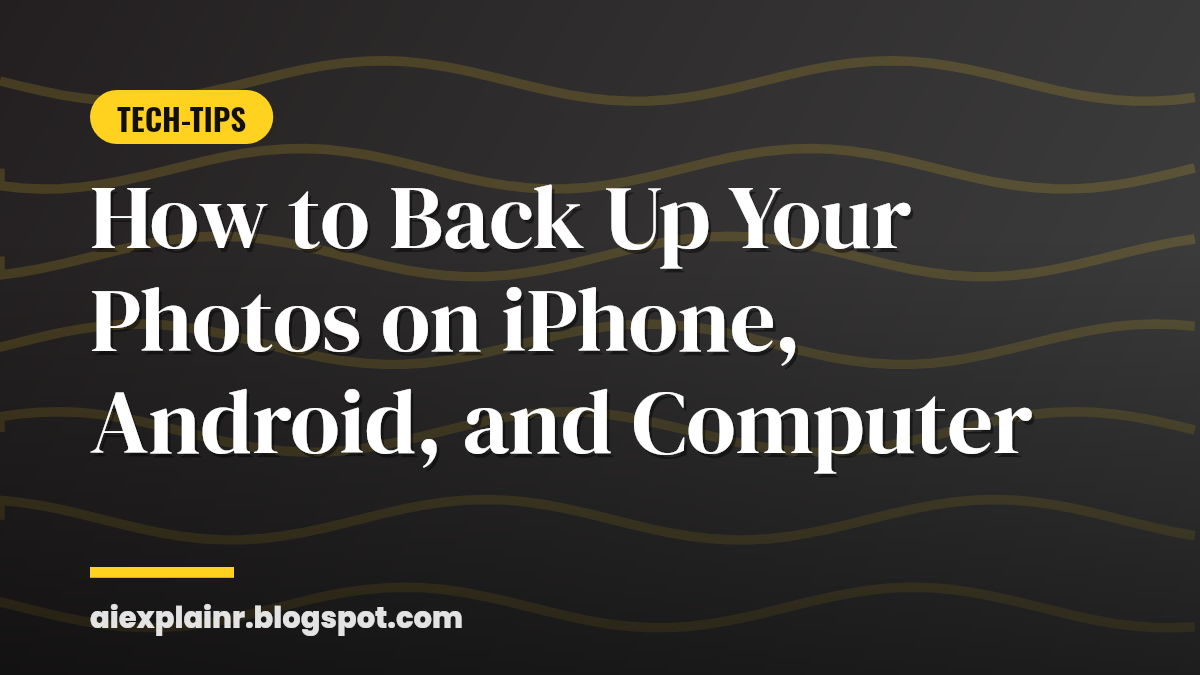 TECH-TIPS
How to Back Up Your
Photos on iPhone,
Android, and Computer
aiexplainr.blogspot.com